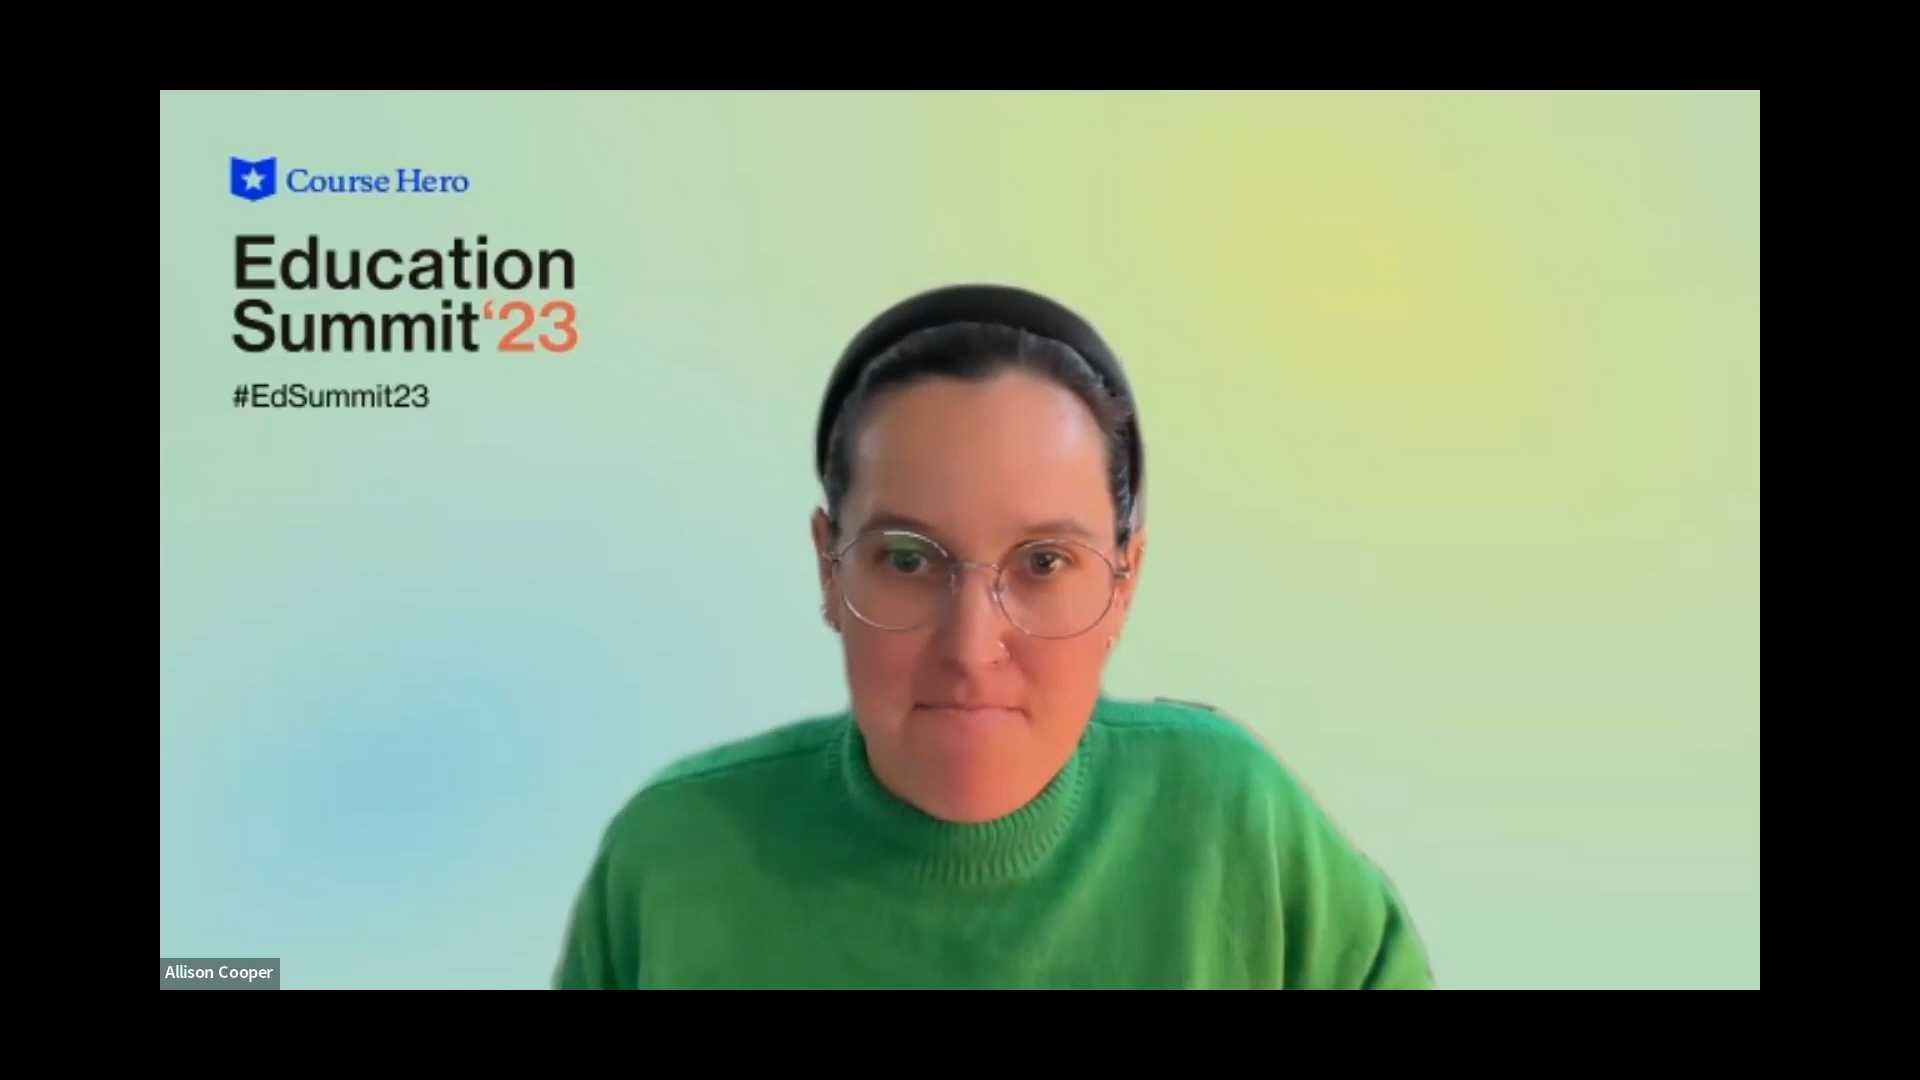 Course Hero
Education
Summit‘23
#EdSummit23
Allison Cooper